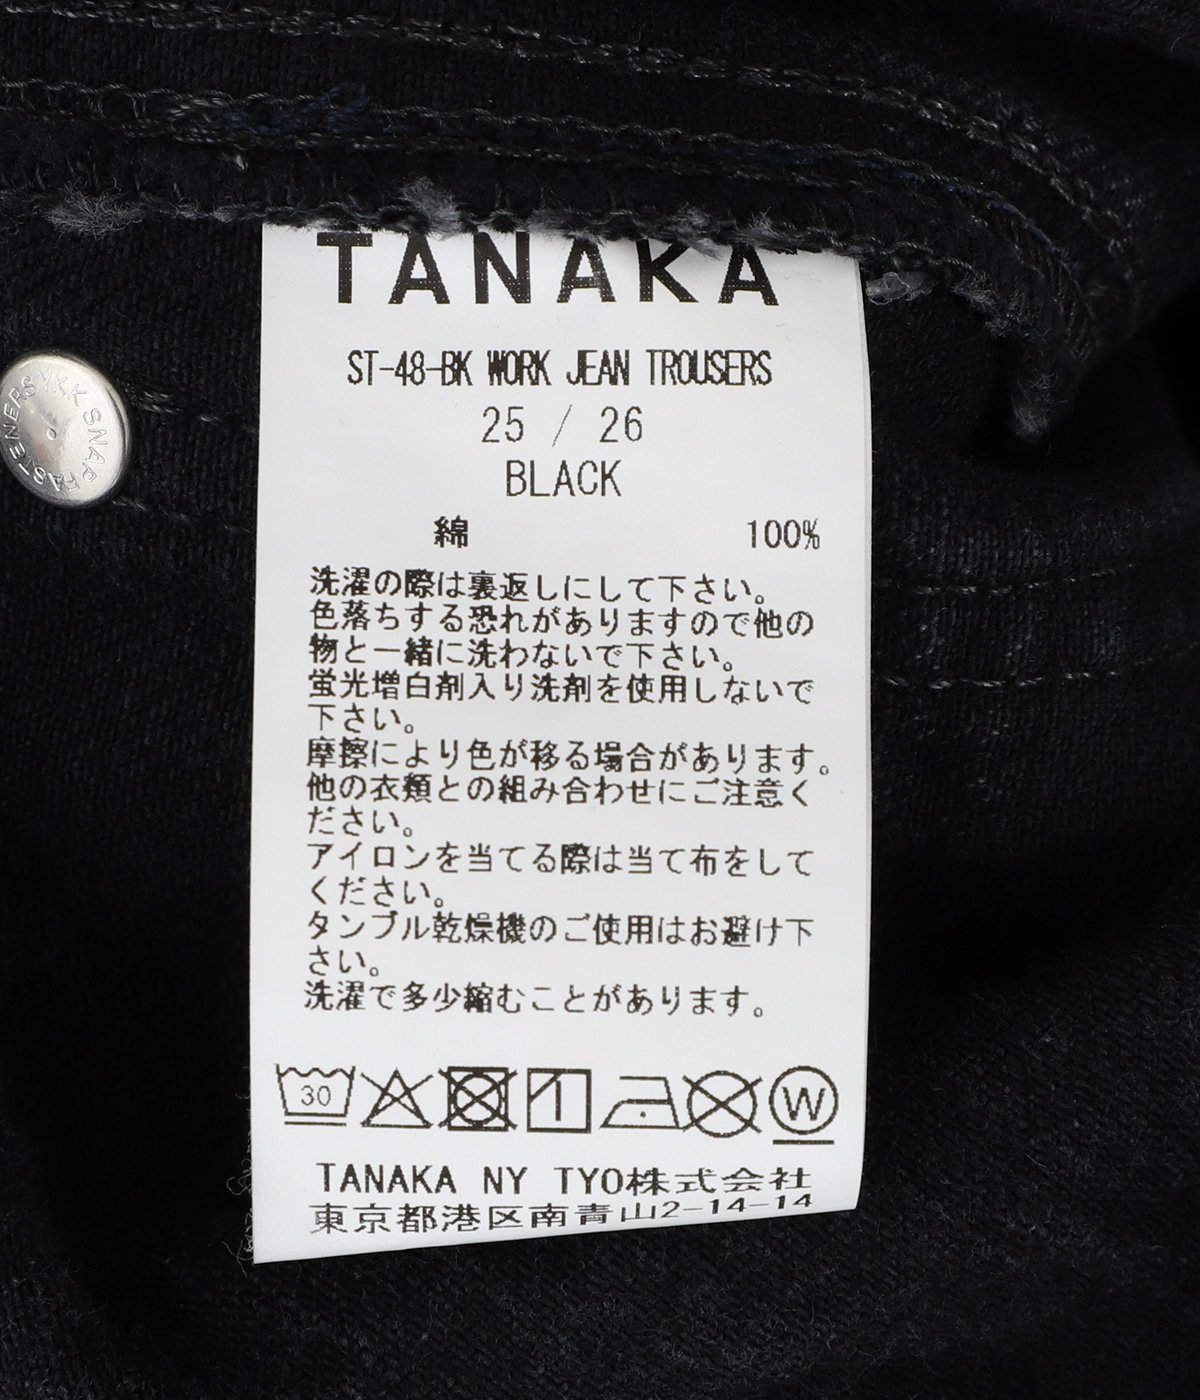 TANAKA
ST-48-BK WORK JEAN TROUSERS
25 / 26
BLACK
綿 100%
洗濯の際は裏返しにして下さい。
色落ちする恐れがありますので他の
物と一緒に洗わないで下さい。
蛍光増白剤入り洗剤を使用しないで
下さい。
摩擦により色が移る場合があります。
他の衣類との組み合わせにご注意く
ださい。
アイロンを当てる際は当て布をして
ください。
タンブル乾燥機のご使用はお避け下
さい。
洗濯で多少縮むことがあります。
30
W
TANAKA NY TYO株式会社
東京都港区南青山2-14-14
YKK SNAP FASTENERS